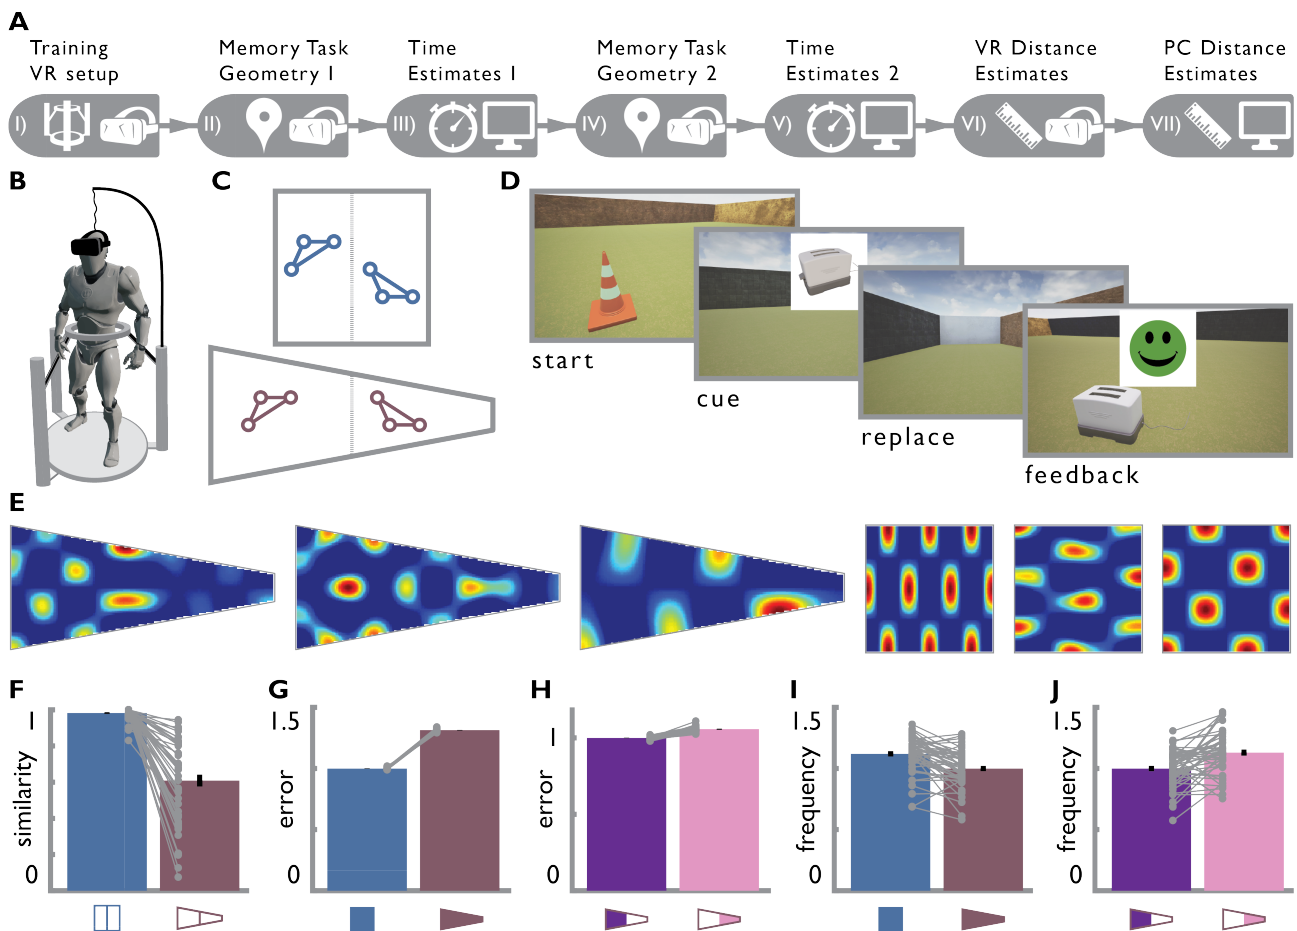 A
Training
VR setup
Memory Task
Geometry 1
Time
Estimates 1
Memory Task
Geometry 2
Time
Estimates 2
VR Distance
Estimates
PC Distance
Estimates
I)
II)
III)
IV)
V)
VI)
VII)
B
C
D
start
cue
replace
feedback
E
F
1
similarity
0
G
1.5
error
0
H
1
error
0
I
1.5
frequency
0
J
1.5
frequency
0